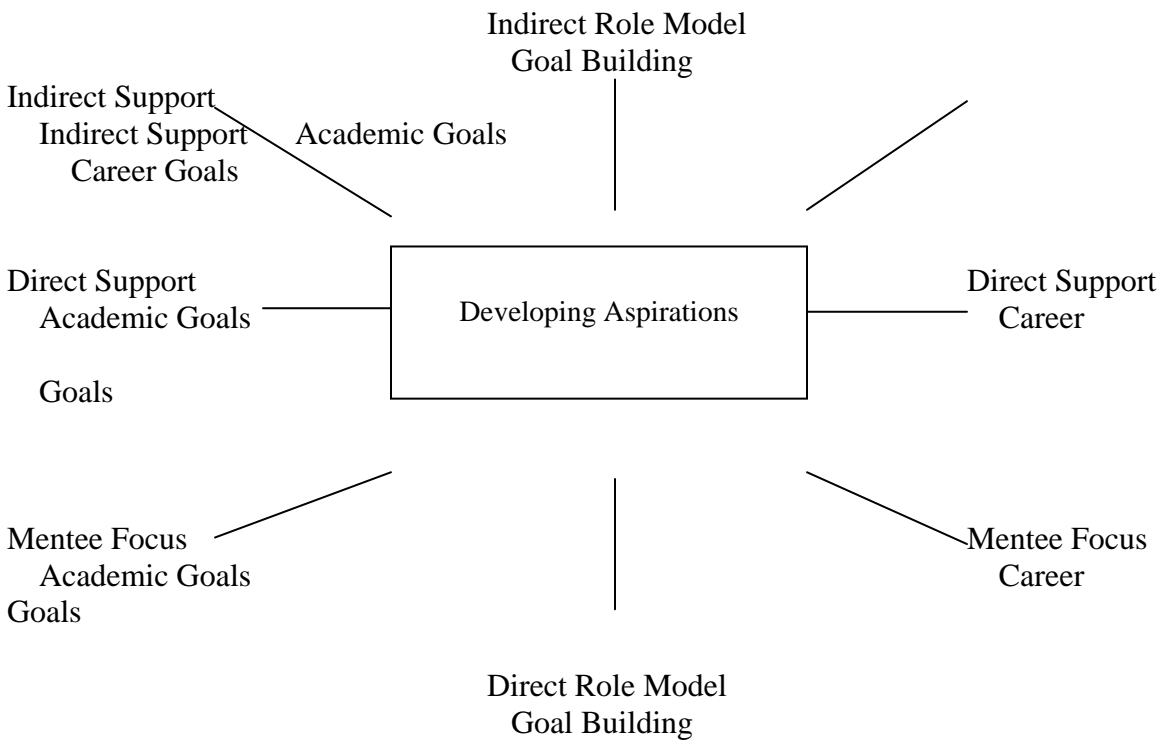 Indirect Role Model
Goal Building
Indirect Support
Indirect Support Academic Goals
Career Goals
Direct Support
Academic Goals
Developing Aspirations
Direct Support
Career
Goals
Mentee Focus
Academic Goals
Goals
Mentee Focus
Career
Direct Role Model
Goal Building